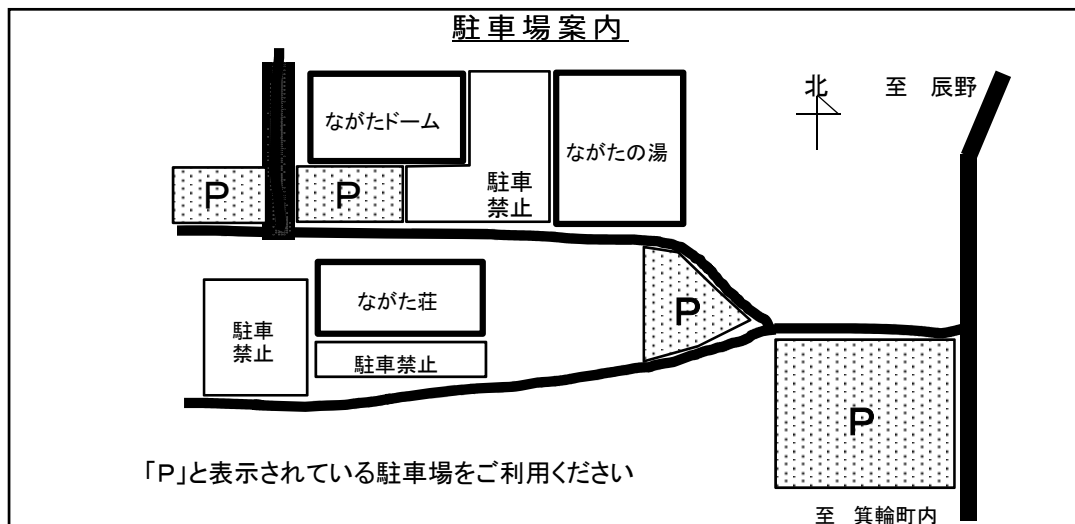 駐車場案内
北
至　辰野
ながたドーム
ながたの湯
駐車
禁止
P
P
ながた荘
駐車
禁止
駐車禁止
P
P
「P」と表示されている駐車場をご利用ください
至　箕輪町内